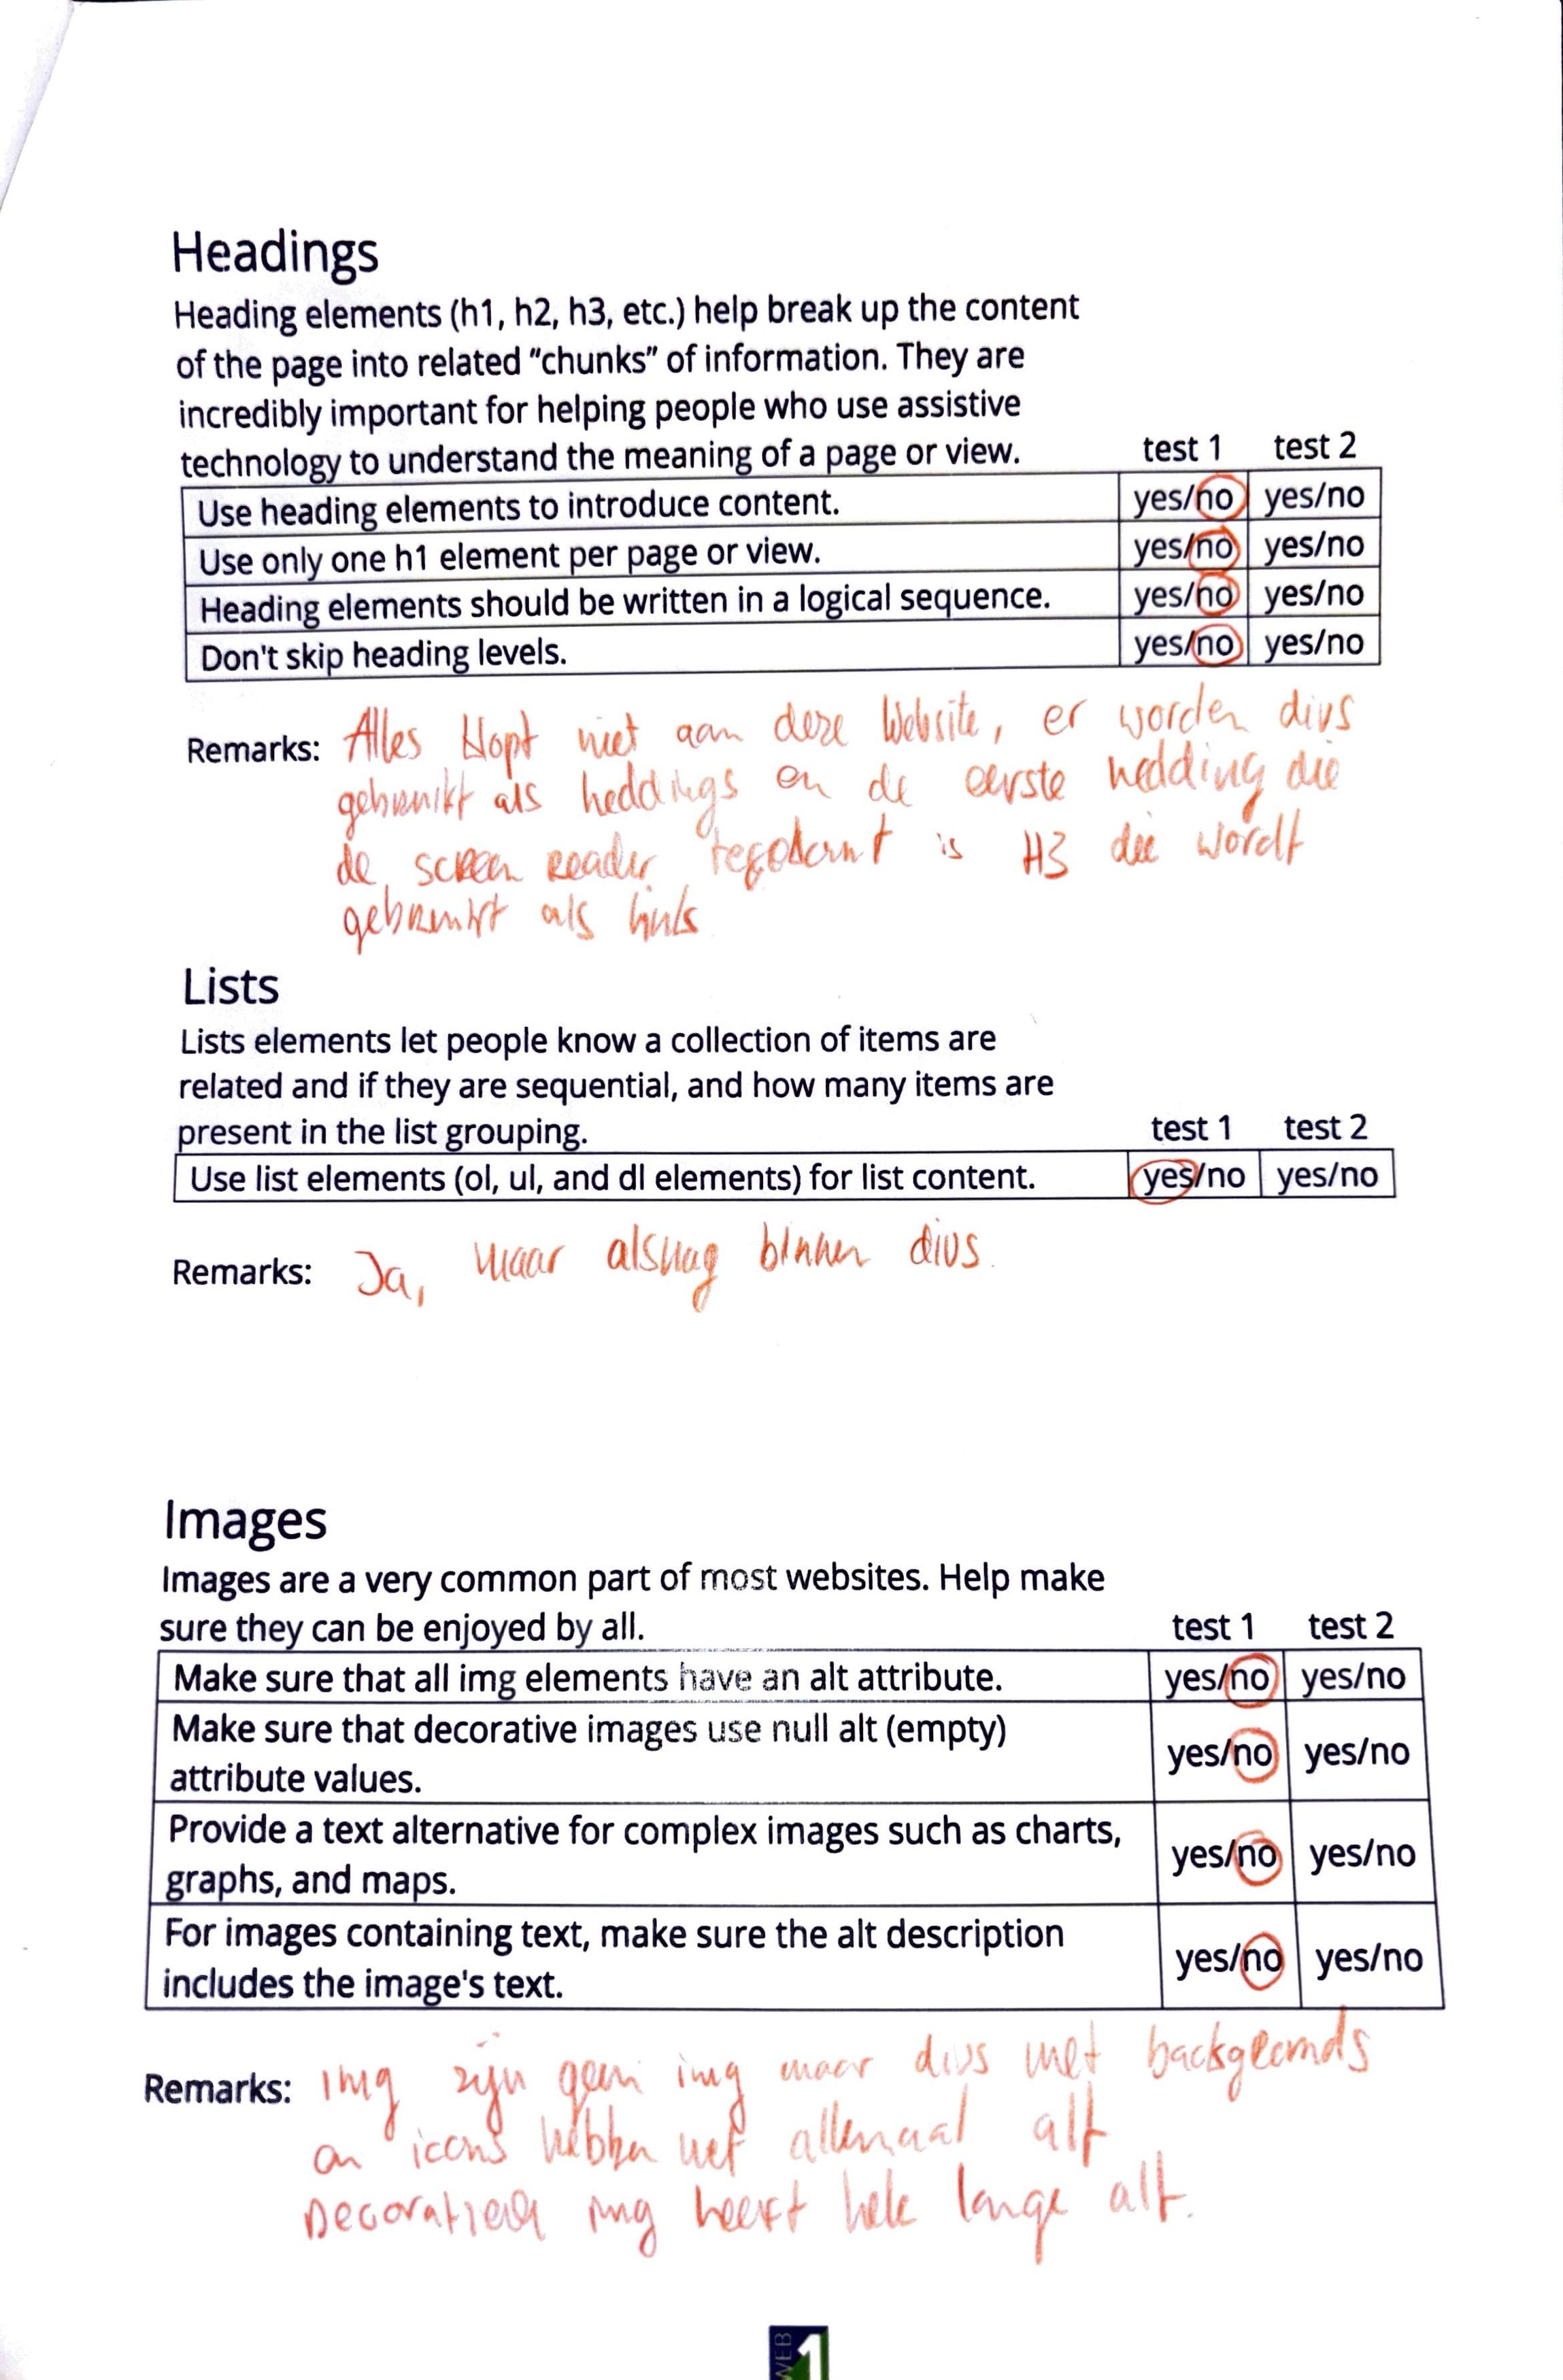 Headings
Heading elements (h1, h2, h3, etc.) help break up the content
of the page into related "chunks" of information. They are
incredibly important for helping people who use assistive
technology to understand the meaning of a page or view. test 1 test 2
Use heading elements to introduce content. yes/no yes/no
Use only one h1 element per page or view. yes/no yes/no
Heading elements should be written in a logical sequence. yes/no yes/no
Don't skip heading levels. yes/no yes/no
Remarks: Alles klopt niet aan deze website, er worden divs
gebruikt als heddings en de eerste hedding die
de screen reader is H3 die wordt
gebruikt als links
Lists
Lists elements let people know a collection of items are
related and if they are sequential, and how many items are
present in the list grouping. test 1 test 2
Use list elements (ol, ul, and dl elements) for list content. yes/no yes/no
Remarks: Ja, maar alsnog binnen divs.
Images
Images are a very common part of most websites. Help make
sure they can be enjoyed by all. test 1 test 2
Make sure that all img elements have an alt attribute. yes/no yes/no
Make sure that decorative images use null alt (empty)
attribute values. yes/no yes/no
Provide a text alternative for complex images such as charts,
graphs, and maps. yes/no yes/no
For images containing text, make sure the alt description
includes the image's text. yes/no yes/no
Remarks: img zijn geen img maar divs met backgrounds
en icons hebben niet allemaal alt
img heeft hele lange alt.
WEB 1